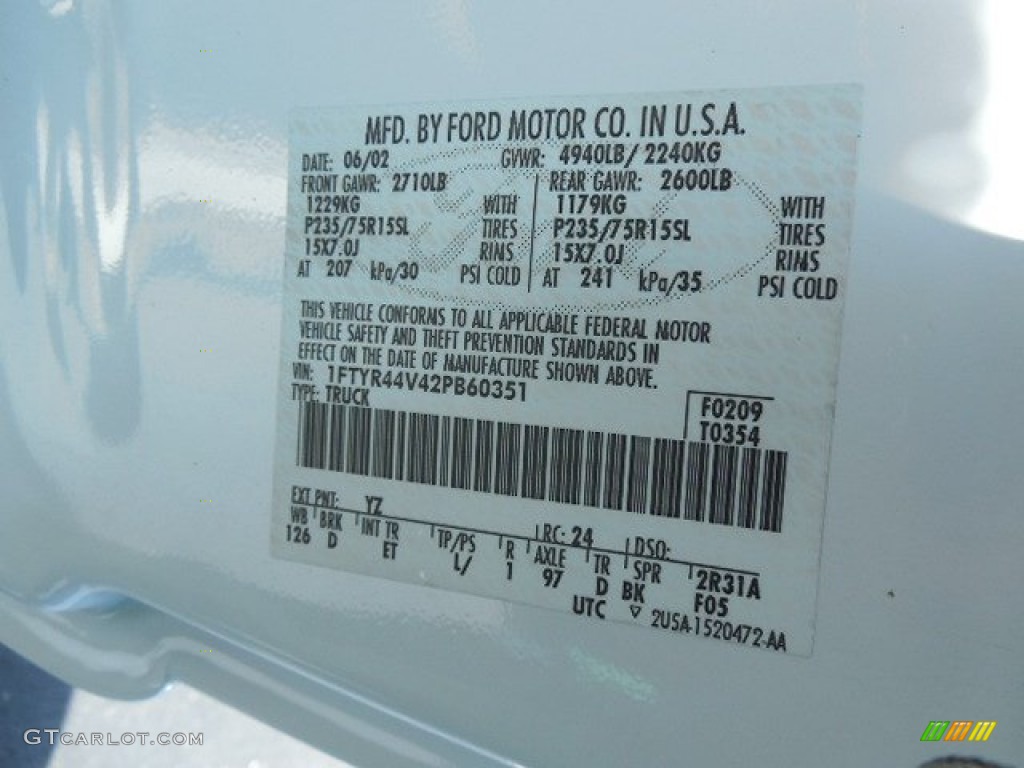 MFD. BY FORD MOTOR CO. IN U.S.A.
DATE: 06/02 GVWR: 4940LB/ 2240KG
FRONT GAWR: 2710LB REAR GAWR: 2600LB
1229KG WITH 1179KG WITH
P235/75R15SL TIRES P235/75R15SL TIRES
15X7.0J RIMS 15X7.0J RIMS
AT 207 kPa/30 PSI COLD AT 241 kPa/35 PSI COLD
THIS VEHICLE CONFORMS TO ALL APPLICABLE FEDERAL MOTOR
VEHICLE SAFETY AND THEFT PREVENTION STANDARDS IN
EFFECT ON THE DATE OF MANUFACTURE SHOWN ABOVE.
VIN: 1FTYR44V42PB60351
TYPE: TRUCK
F0209
T0354
EXT PNT: YZ RC: 24 DSO:
WB BRK INT TR TP/PS R AXLE TR SPR 2R31A
126 D ET L/ 1 97 D BK F05
UTC ▽ 2USA-1520472-AA
GTCARLOT.COM